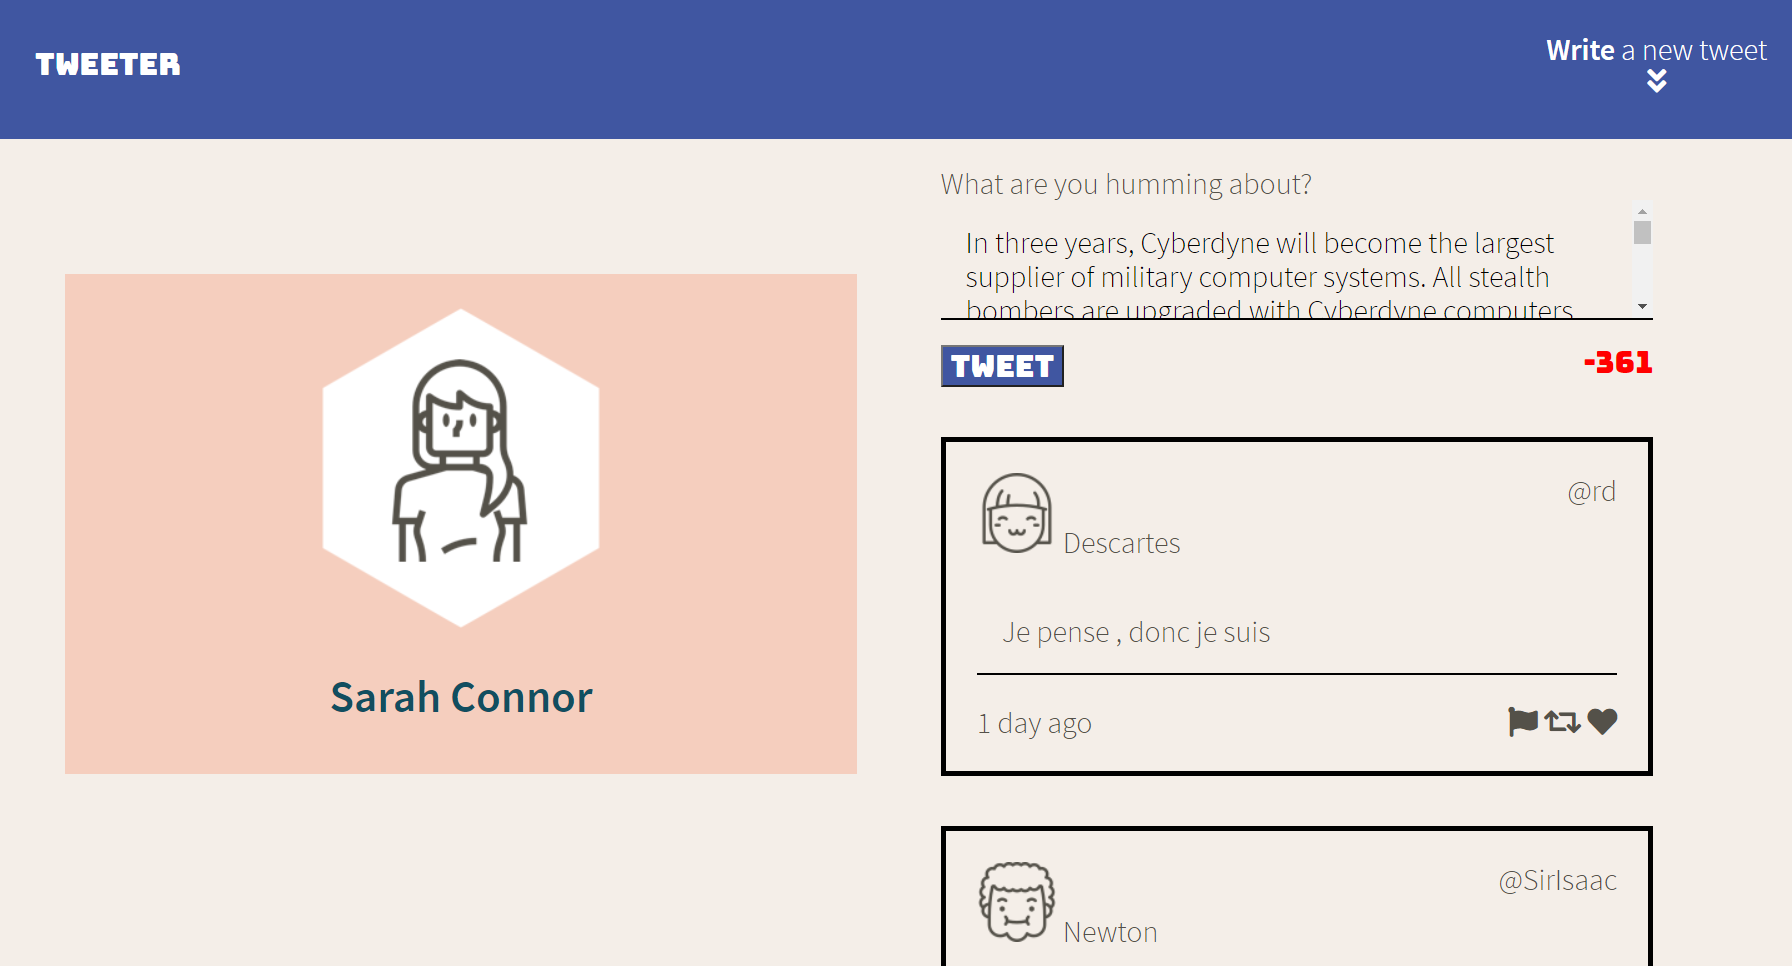 TWEETER
Write a new tweet
What are you humming about?
In three years, Cyberdyne will become the largest
supplier of military computer systems. All stealth
bombers are upgraded with Cyberdyne computers
TWEET
-361
Sarah Connor
@rd
Descartes
Je pense , donc je suis
1 day ago
@SirIsaac
Newton